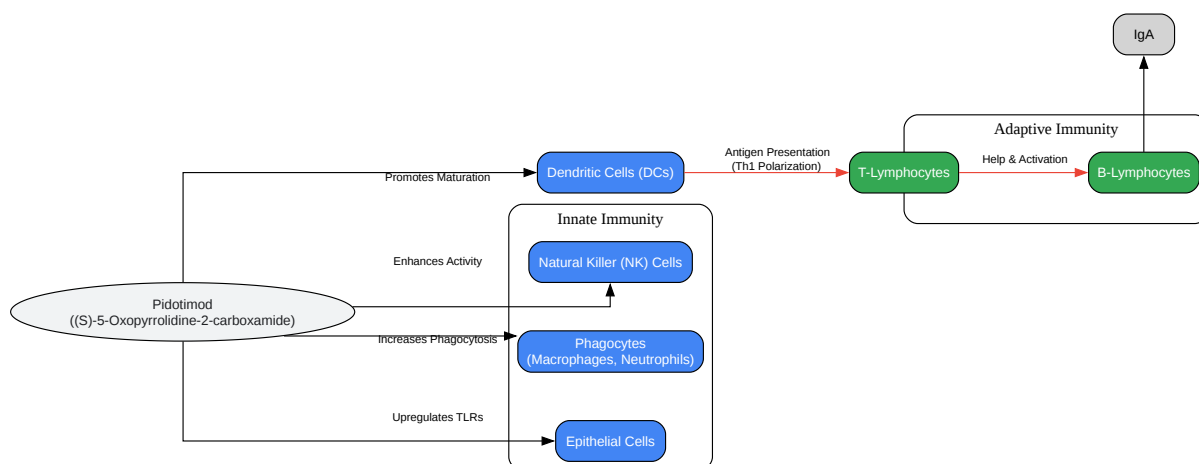 IgA
Adaptive Immunity
Antigen Presentation
(Th1 Polarization)
Help & Activation
Dendritic Cells (DCs)
T-Lymphocytes
B-Lymphocytes
Promotes Maturation
Innate Immunity
Enhances Activity
Natural Killer (NK) Cells
Pidotimod
((S)-5-Oxopyrrolidine-2-carboxamide)
Increases Phagocytosis
Phagocytes
(Macrophages, Neutrophils)
Upregulates TLRs
Epithelial Cells